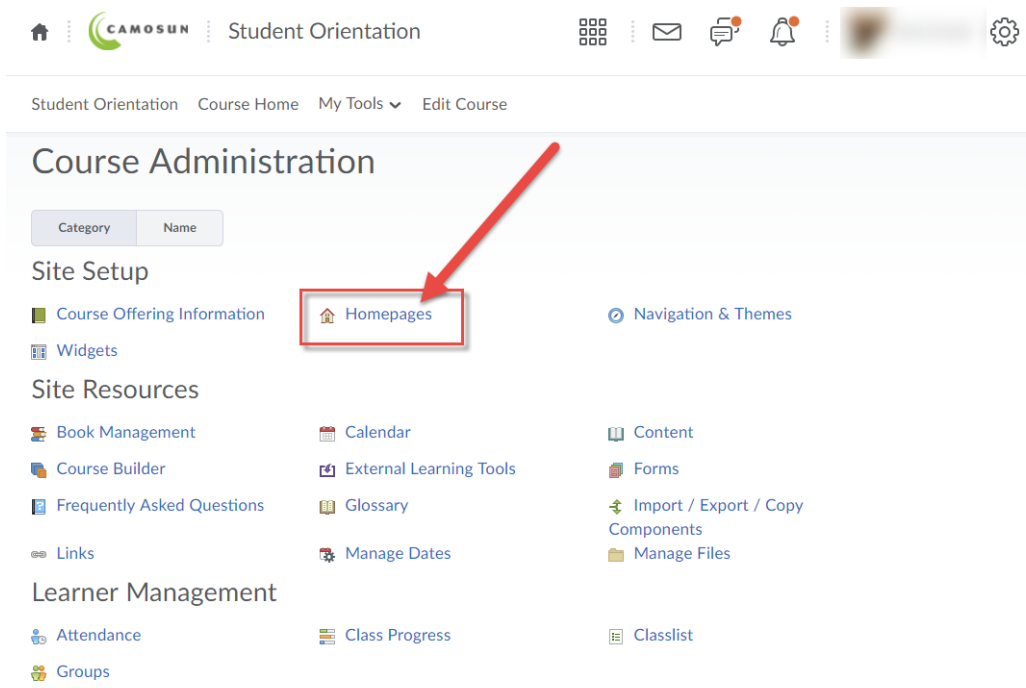 CAMOSUN Student Orientation
Student Orientation Course Home My Tools Edit Course
Course Administration
Category Name
Site Setup
Course Offering Information Homepages Navigation & Themes
Widgets
Site Resources
Book Management Calendar Content
Course Builder External Learning Tools Forms
Frequently Asked Questions Glossary Import / Export / Copy
Components
Links Manage Dates Manage Files
Learner Management
Attendance Class Progress Classlist
Groups